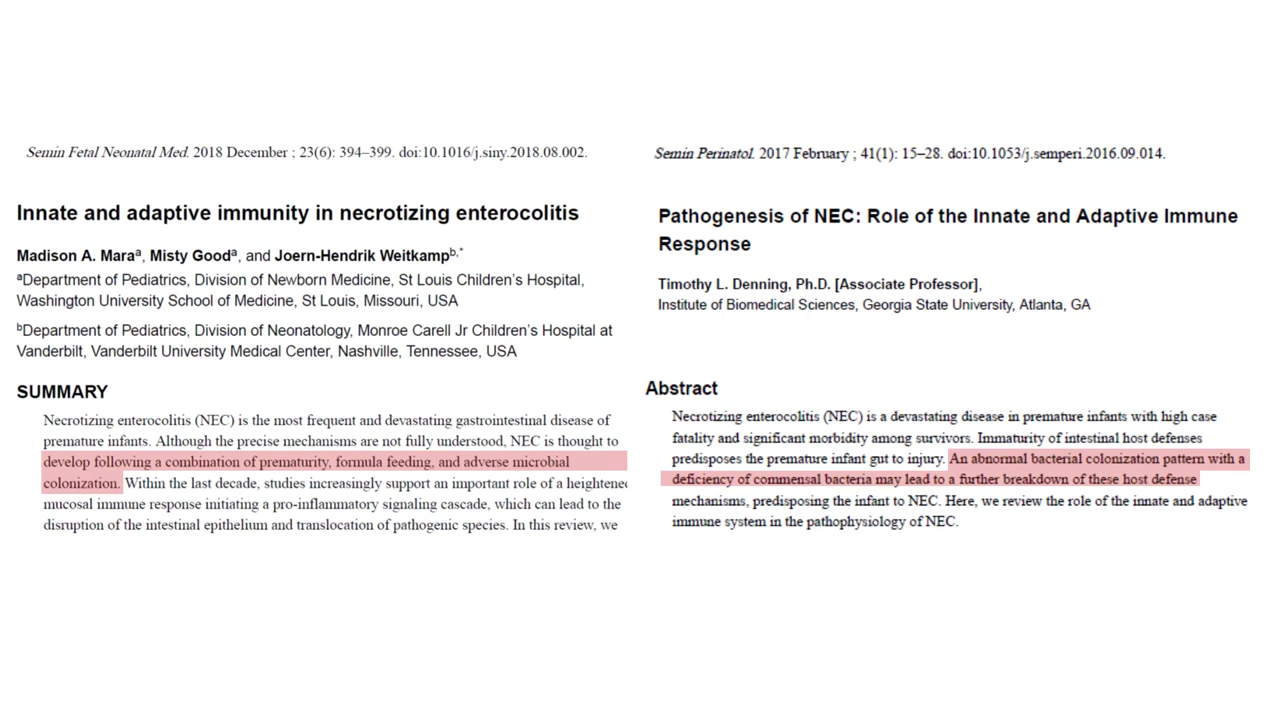 Semin Fetal Neonatal Med. 2018 December ; 23(6): 394–399. doi:10.1016/j.siny.2018.08.002.
Innate and adaptive immunity in necrotizing enterocolitis
Madison A. Maraa, Misty Gooda, and Joern-Hendrik Weitkampb,*
aDepartment of Pediatrics, Division of Newborn Medicine, St Louis Children's Hospital,
Washington University School of Medicine, St Louis, Missouri, USA
bDepartment of Pediatrics, Division of Neonatology, Monroe Carell Jr Children's Hospital at
Vanderbilt, Vanderbilt University Medical Center, Nashville, Tennessee, USA
SUMMARY
Necrotizing enterocolitis (NEC) is the most frequent and devastating gastrointestinal disease of
premature infants. Although the precise mechanisms are not fully understood, NEC is thought to
develop following a combination of prematurity, formula feeding, and adverse microbial
colonization. Within the last decade, studies increasingly support an important role of a heightened
mucosal immune response initiating a pro-inflammatory signaling cascade, which can lead to the
disruption of the intestinal epithelium and translocation of pathogenic species. In this review, we
Semin Perinatol. 2017 February ; 41(1): 15–28. doi:10.1053/j.semperi.2016.09.014.
Pathogenesis of NEC: Role of the Innate and Adaptive Immune
Response
Timothy L. Denning, Ph.D. [Associate Professor],
Institute of Biomedical Sciences, Georgia State University, Atlanta, GA
Abstract
Necrotizing enterocolitis (NEC) is a devastating disease in premature infants with high case
fatality and significant morbidity among survivors. Immaturity of intestinal host defenses
predisposes the premature infant gut to injury. An abnormal bacterial colonization pattern with a
deficiency of commensal bacteria may lead to a further breakdown of these host defense
mechanisms, predisposing the infant to NEC. Here, we review the role of the innate and adaptive
immune system in the pathophysiology of NEC.